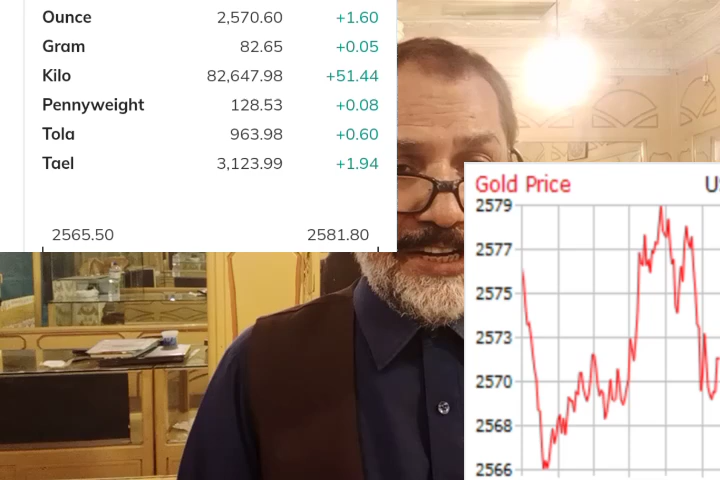 Ounce 2,570.60 +1.60
Gram 82.65 +0.05
Kilo 82,647.98 +51.44
Pennyweight 128.53 +0.08
Tola 963.98 +0.60
Tael 3,123.99 +1.94
2565.50 2581.80
Gold Price U
2579
2577
2575
2573
2570
2568
2566